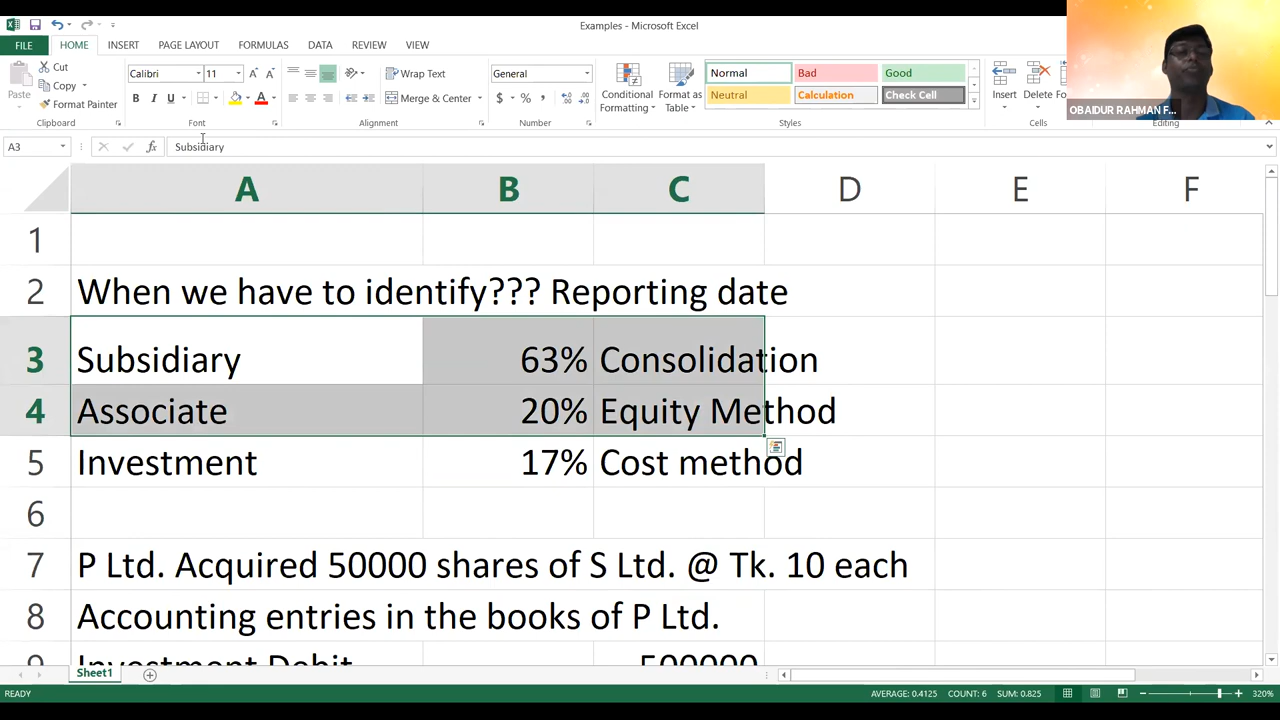 Examples - Microsoft Excel
FILE HOME INSERT PAGE LAYOUT FORMULAS DATA REVIEW VIEW
Cut
Copy
Format Painter
Paste
Clipboard
Calibri 11
B I U
Font
Wrap Text
Merge & Center
Alignment
General
$ % ,
Number
Conditional Formatting
Format as Table
Normal Bad Good
Neutral Calculation Check Cell
Styles
Insert Delete
Cells
Editing
OBAIDUR RAHMAN F...
A3 fx Subsidiary
A B C D E F
1
2 When we have to identify??? Reporting date
3 Subsidiary 63% Consolidation
4 Associate 20% Equity Method
5 Investment 17% Cost method
6
7 P Ltd. Acquired 50000 shares of S Ltd. @ Tk. 10 each
8 Accounting entries in the books of P Ltd.
9 Investment Debit 500000
Sheet1
READY AVERAGE: 0.4125 COUNT: 6 SUM: 0.825 320%